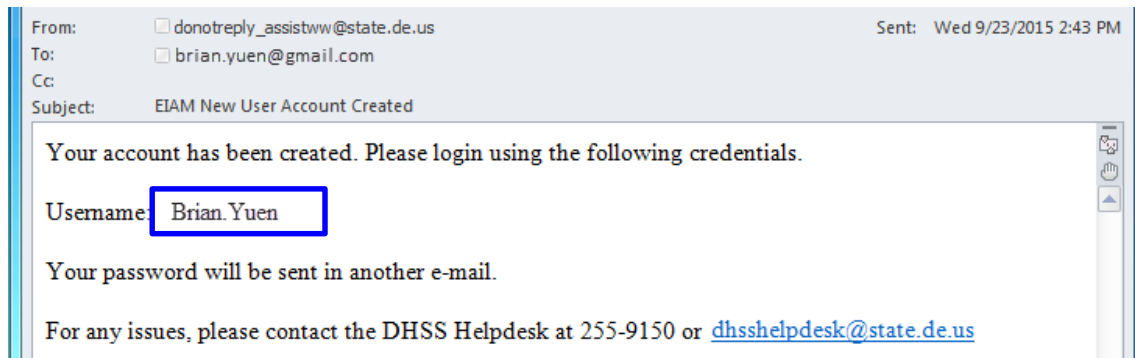 From: donotreply_assistww@state.de.us Sent: Wed 9/23/2015 2:43 PM
To: brian.yuen@gmail.com
Cc:
Subject: EIAM New User Account Created
Your account has been created. Please login using the following credentials.
Username: Brian.Yuen
Your password will be sent in another e-mail.
For any issues, please contact the DHSS Helpdesk at 255-9150 or dhsshelpdesk@state.de.us